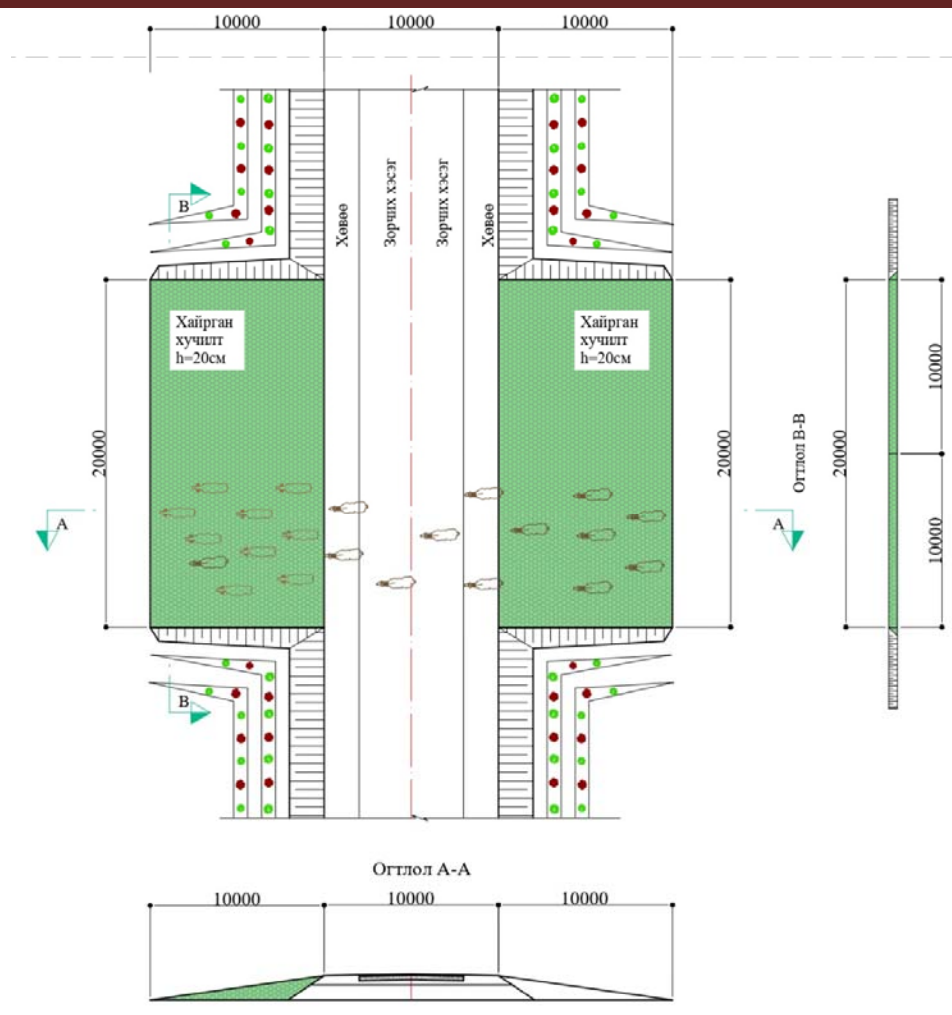 10000 10000 10000
B
Хөвөө
Зорчих хэсэг
Зорчих хэсэг
Хөвөө
Хайрган
хучилт
h=20см
Хайрган
хучилт
h=20см
20000
20000
Огтлол B-B
20000
10000
10000
A
A
B
Огтлол A-A
10000 10000 10000